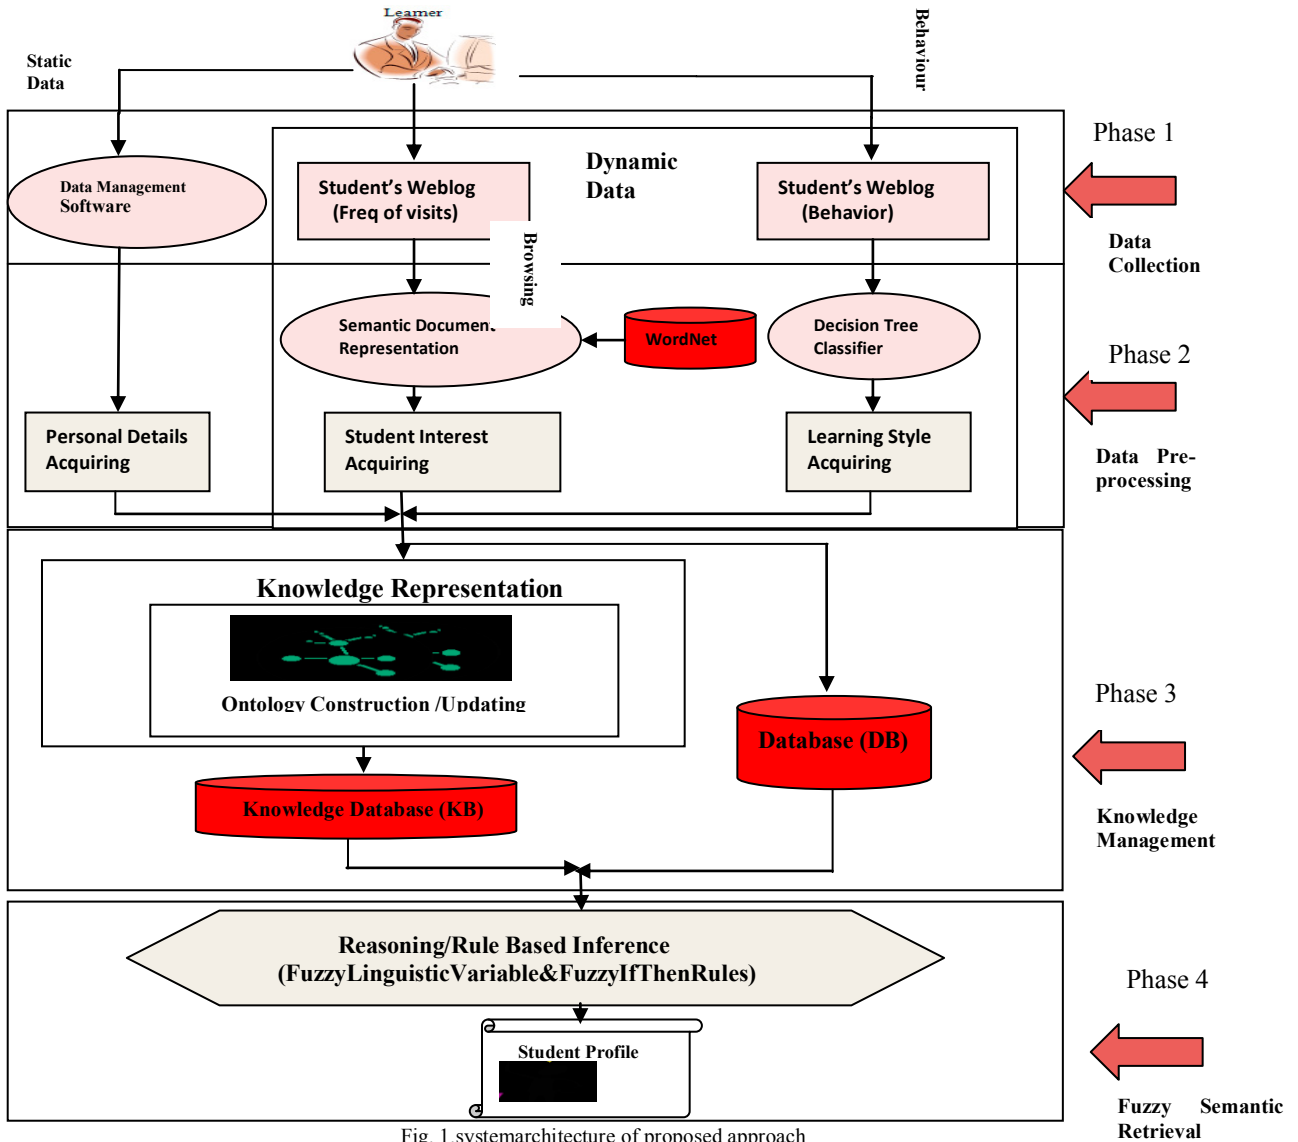 Learner
Behaviour
Static
Data
Phase 1
Dynamic
Data
Data Management
Software
Student's Weblog
(Freq of visits)
Student's Weblog
(Behavior)
Browsing
Data
Collection
Semantic Document
Representation
WordNet
Decision Tree
Classifier
Phase 2
Personal Details
Acquiring
Student Interest
Acquiring
Learning Style
Acquiring
Data Pre-
processing
Knowledge Representation
Ontology Construction /Updating
Phase 3
Database (DB)
Knowledge Database (KB)
Knowledge
Management
Reasoning/Rule Based Inference
(FuzzyLinguisticVariable&FuzzyIfThenRules)
Phase 4
Student Profile
Fuzzy Semantic
Retrieval
Fig. 1.systemarchitecture of proposed approach